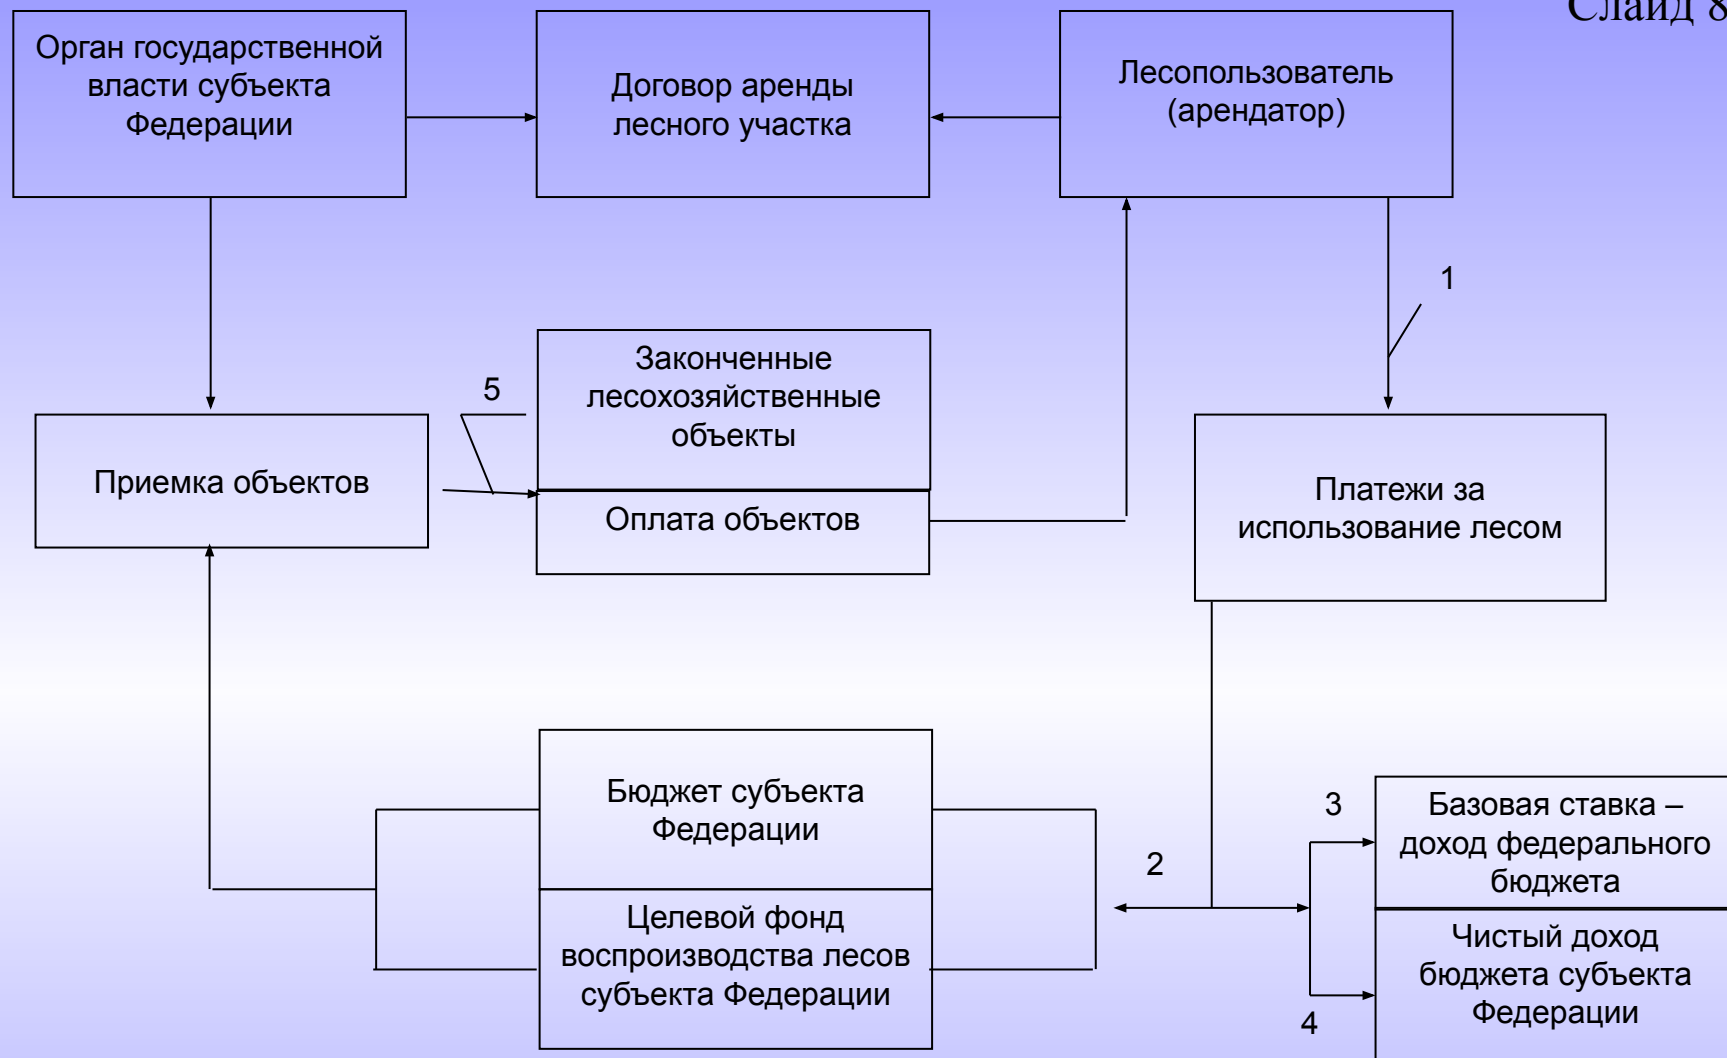 Слайд 8
Орган государственной
власти субъекта
Федерации
Договор аренды
лесного участка
Лесопользователь
(арендатор)
1
5
Законченные
лесохозяйственные
объекты
Приемка объектов
Оплата объектов
Платежи за
использование лесом
Бюджет субъекта
Федерации
2
3
Базовая ставка –
доход федерального
бюджета
Целевой фонд
воспроизводства лесов
субъекта Федерации
Чистый доход
бюджета субъекта
Федерации
4